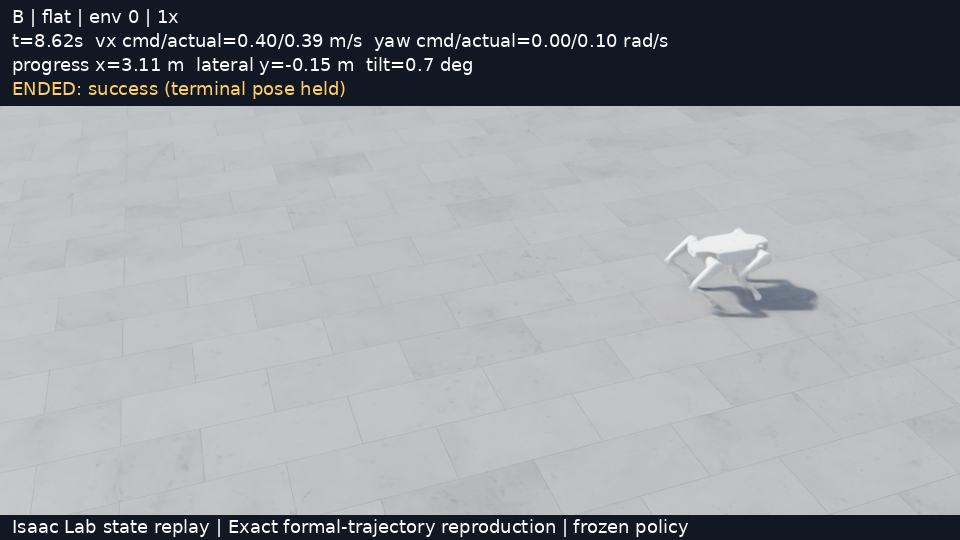 B | flat | env 0 | 1x
t=8.62s  vx cmd/actual=0.40/0.39 m/s  yaw cmd/actual=0.00/0.10 rad/s
progress x=3.11 m  lateral y=-0.15 m  tilt=0.7 deg
ENDED: success (terminal pose held)
Isaac Lab state replay | Exact formal-trajectory reproduction | frozen policy